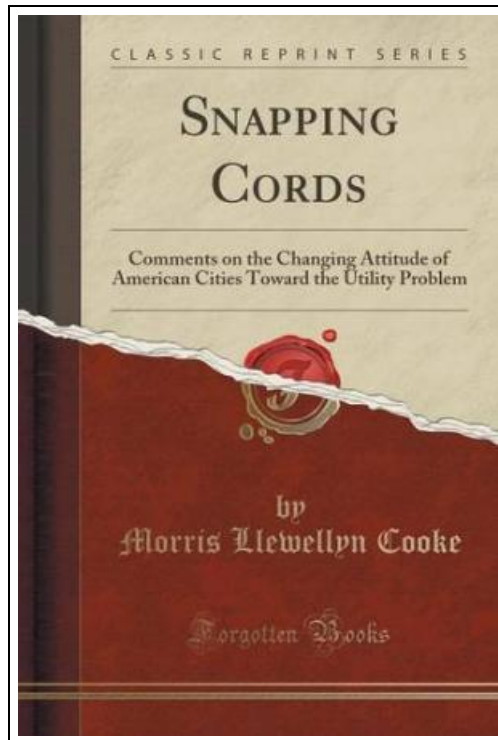 CLASSIC REPRINT SERIES
SNAPPING
CORDS
Comments on the Changing Attitude of
American Cities Toward the Utility Problem
by
Morris Llewellyn Cooke
Forgotten Books